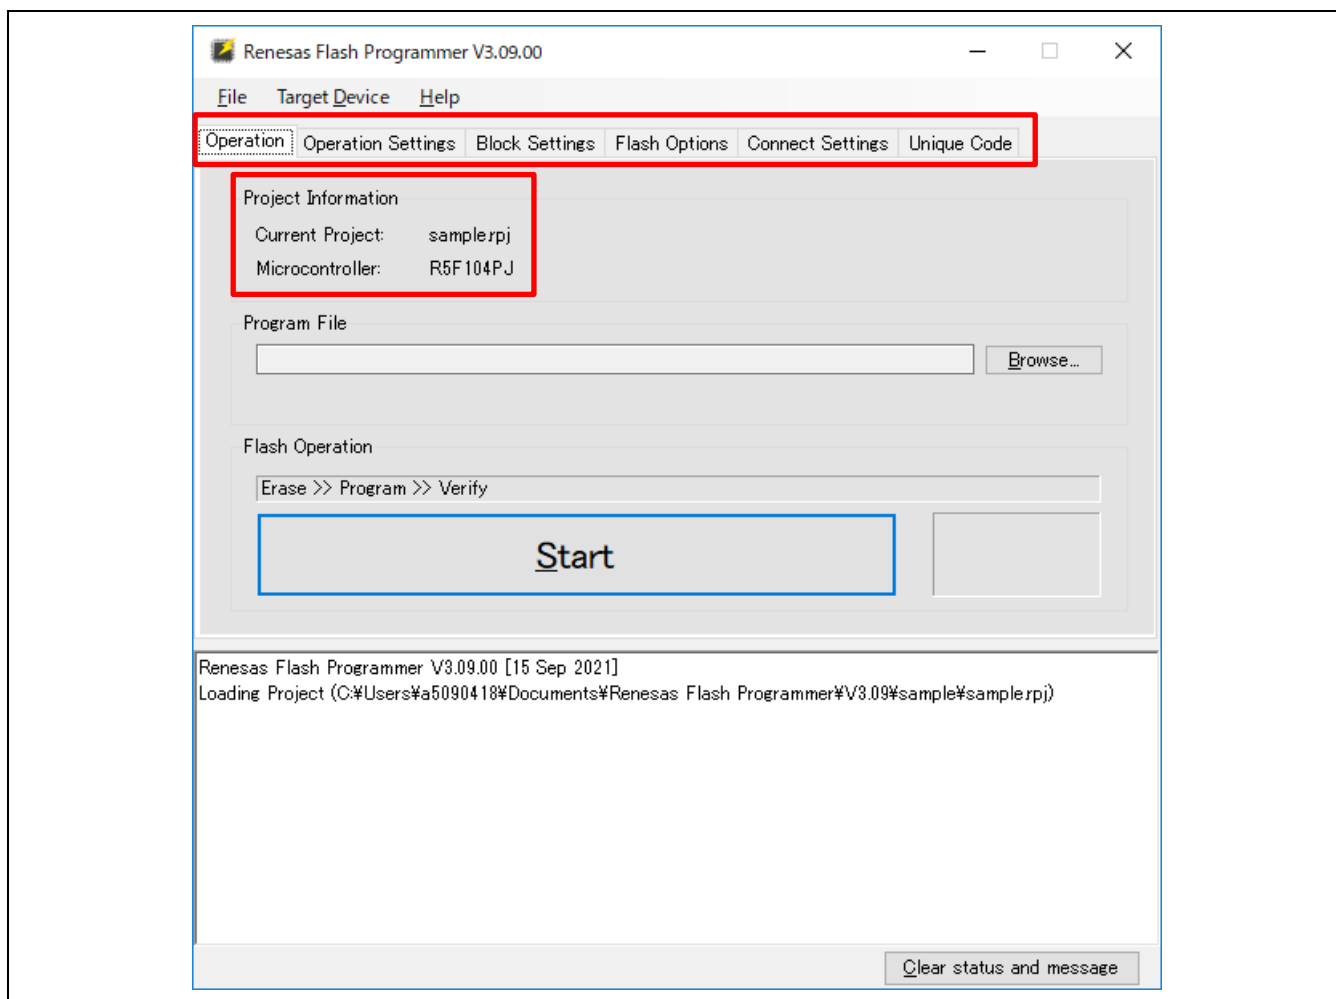 Renesas Flash Programmer V3.09.00
File Target Device Help
Operation Operation Settings Block Settings Flash Options Connect Settings Unique Code
Project Information
Current Project: sample.rpj
Microcontroller: R5F104PJ
Program File
Browse...
Flash Operation
Erase >> Program >> Verify
Start
Renesas Flash Programmer V3.09.00 [15 Sep 2021]
Loading Project (C:¥Users¥a5090418¥Documents¥Renesas Flash Programmer¥V3.09¥sample¥sample.rpj)
Clear status and message